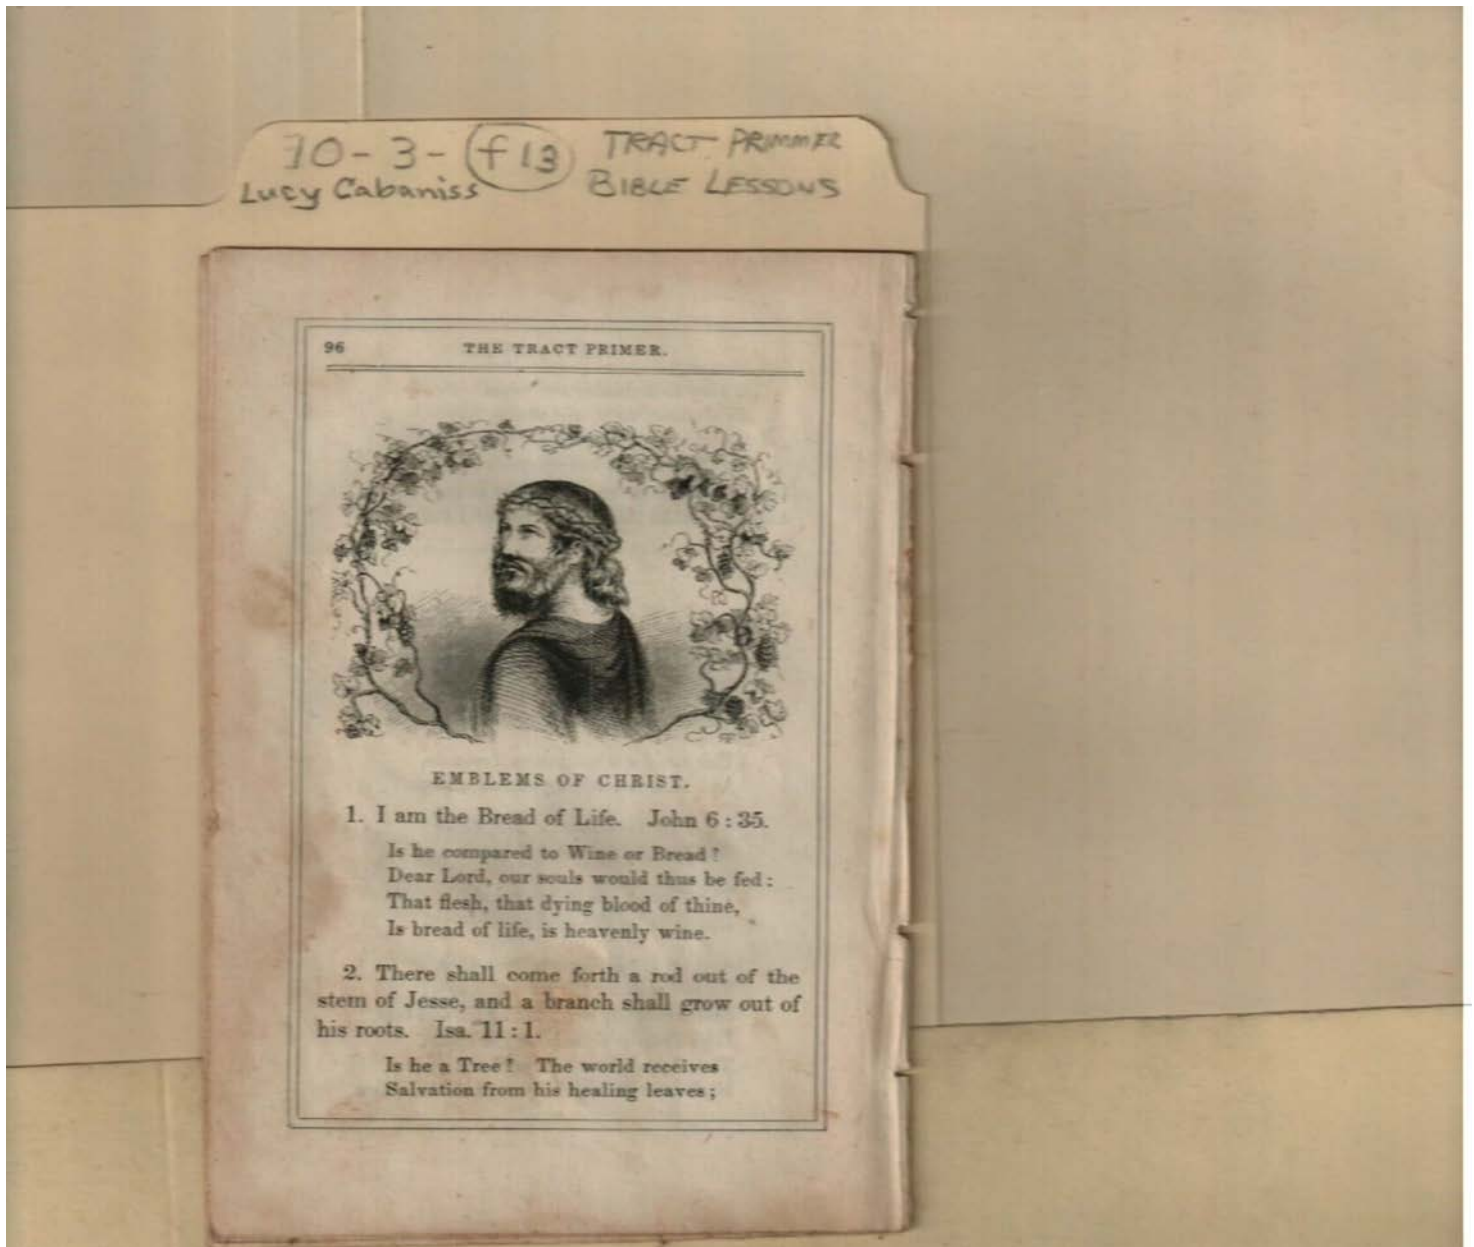 70-3-f13 TRACT PRIMMER
Lucy Cabaniss BIBLE LESSONS
96 THE TRACT PRIMER.
EMBLEMS OF CHRIST.
1. I am the Bread of Life. John 6 : 35.
Is he compared to Wine or Bread?
Dear Lord, our souls would thus be fed:
That flesh, that dying blood of thine,
Is bread of life, is heavenly wine.
2. There shall come forth a rod out of the
stem of Jesse, and a branch shall grow out of
his roots. Isa. 11 : 1.
Is he a Tree? The world receives
Salvation from his healing leaves;